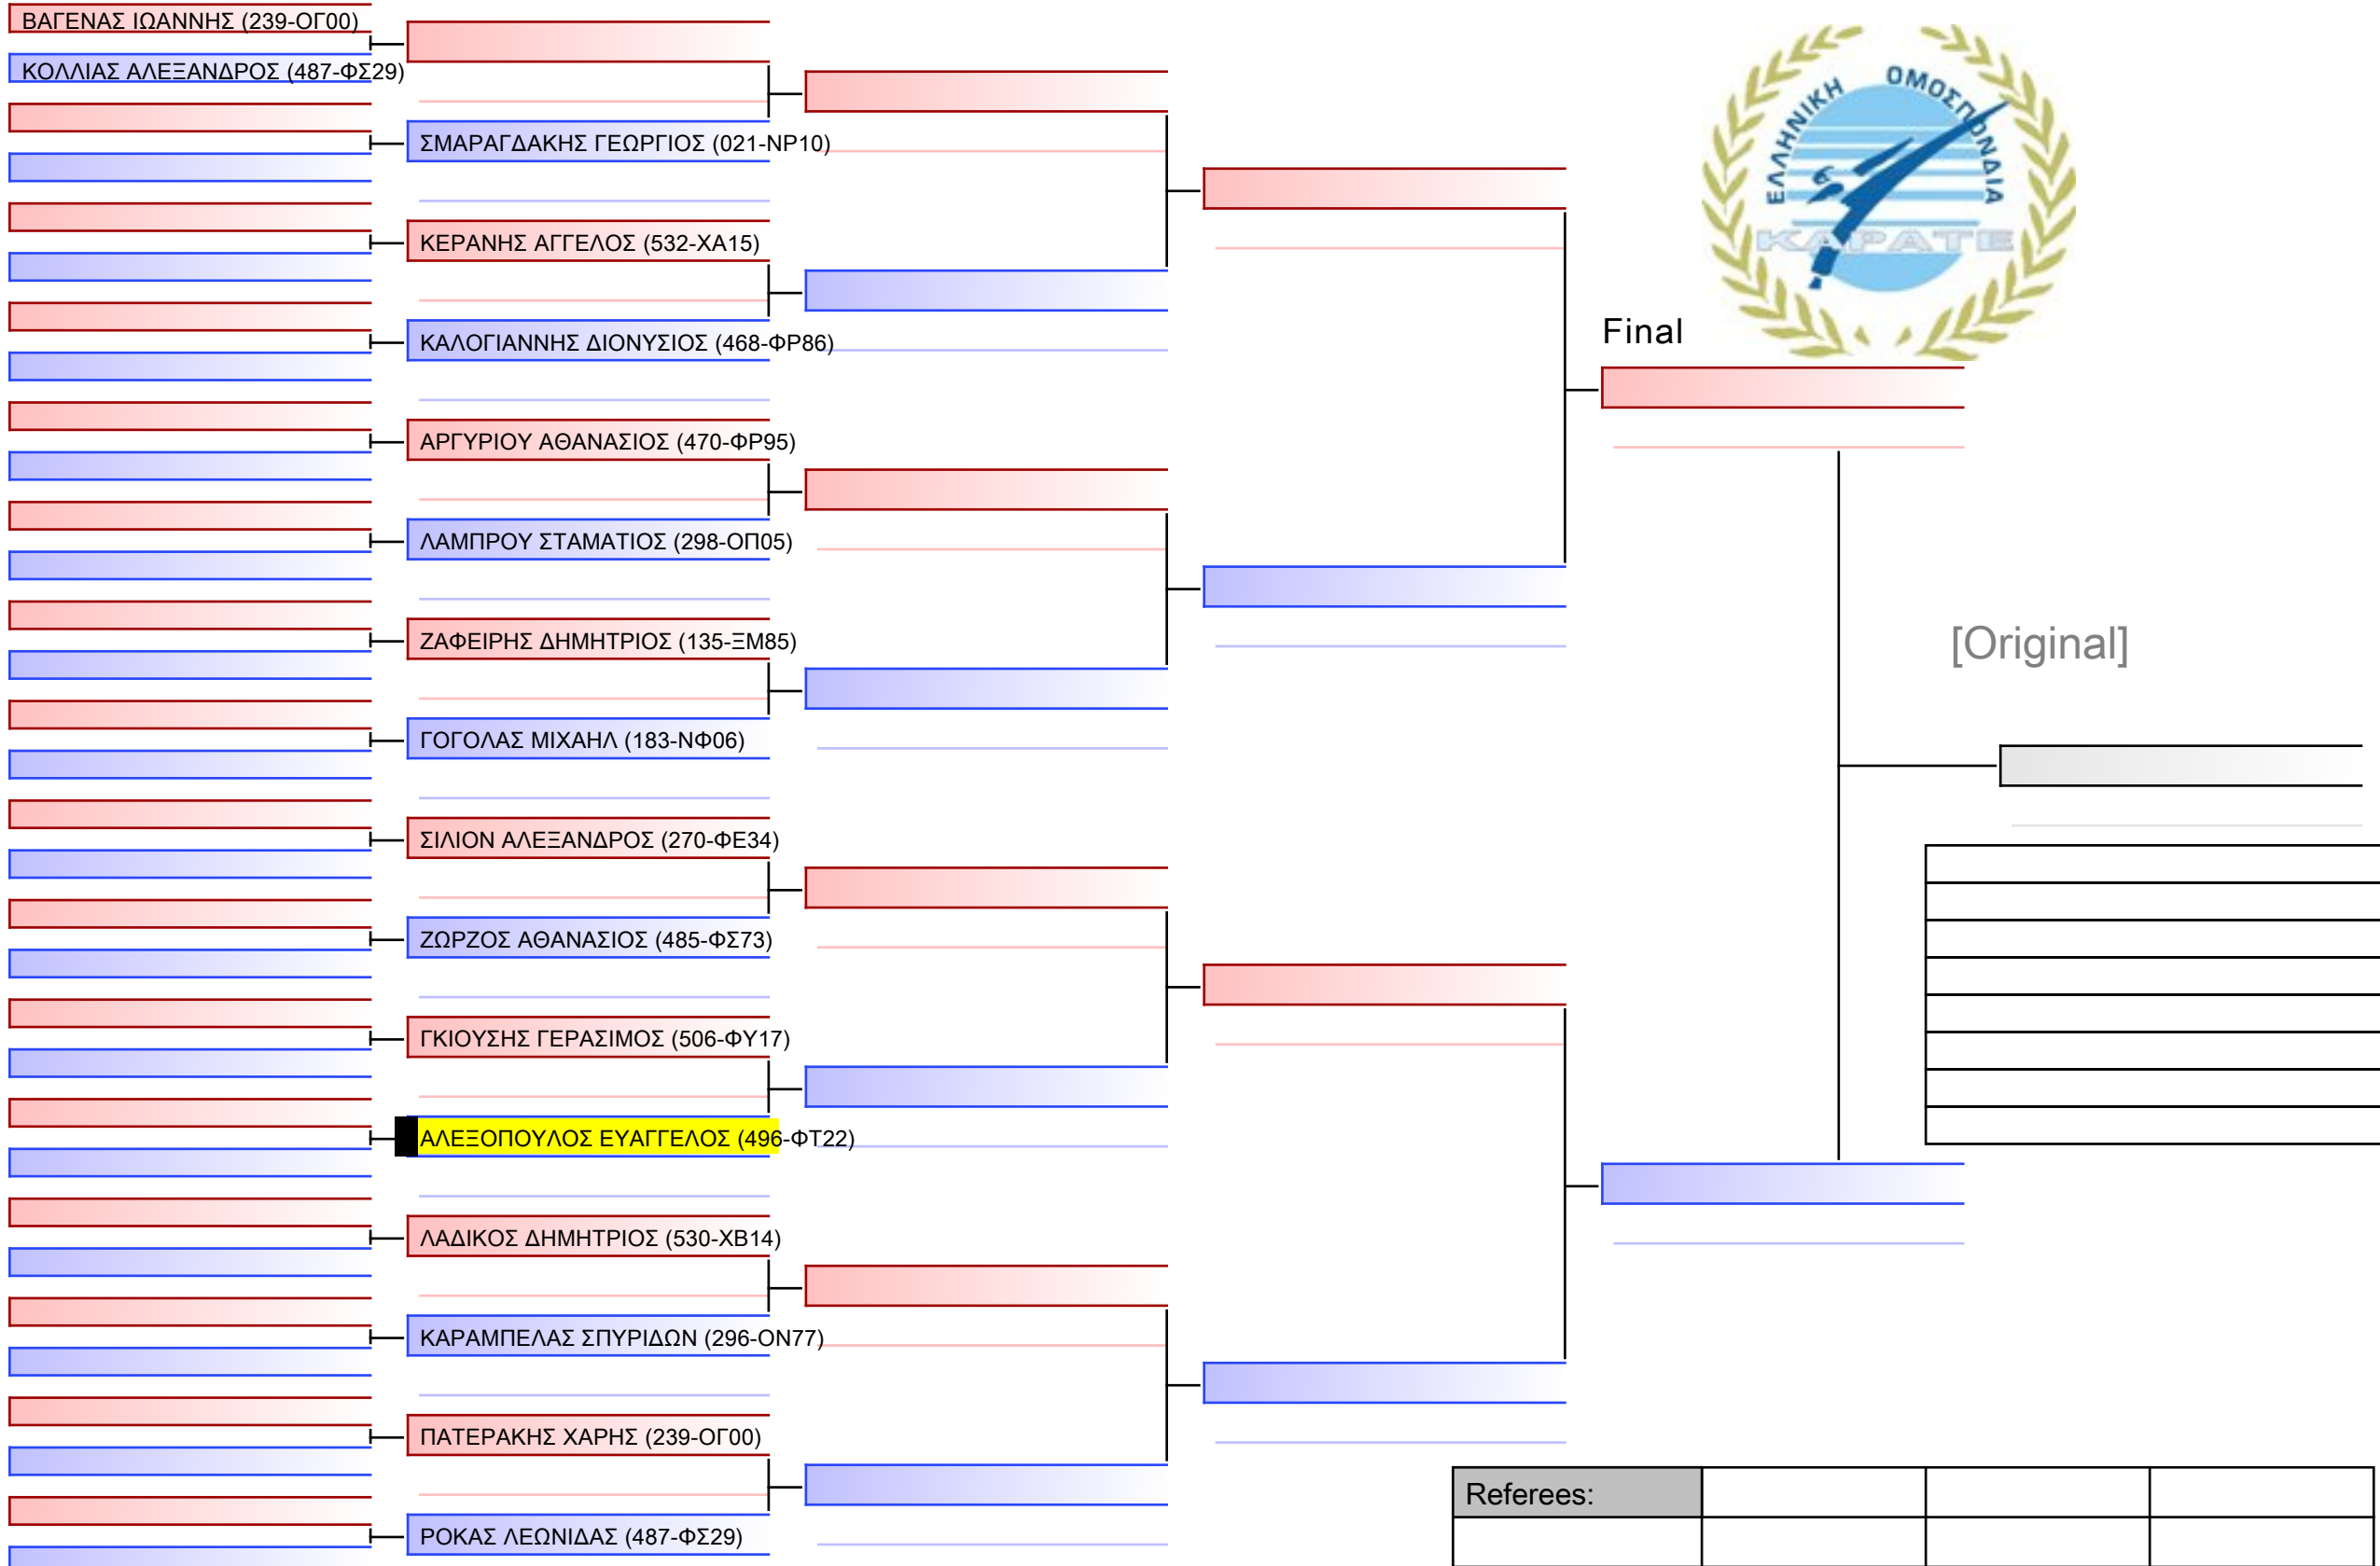 ΒΑΓΕΝΑΣ ΙΩΑΝΝΗΣ (239-ΟΓ00)
ΚΟΛΛΙΑΣ ΑΛΕΞΑΝΔΡΟΣ (487-ΦΣ29)
ΣΜΑΡΑΓΔΑΚΗΣ ΓΕΩΡΓΙΟΣ (021-ΝΡ10)
ΚΕΡΑΝΗΣ ΑΓΓΕΛΟΣ (532-ΧΑ15)
ΚΑΛΟΓΙΑΝΝΗΣ ΔΙΟΝΥΣΙΟΣ (468-ΦΡ86)
ΑΡΓΥΡΙΟΥ ΑΘΑΝΑΣΙΟΣ (470-ΦΡ95)
ΛΑΜΠΡΟΥ ΣΤΑΜΑΤΙΟΣ (298-ΟΠ05)
ΖΑΦΕΙΡΗΣ ΔΗΜΗΤΡΙΟΣ (135-ΞΜ85)
ΓΟΓΟΛΑΣ ΜΙΧΑΗΛ (183-ΝΦ06)
ΣΙΛΙΟΝ ΑΛΕΞΑΝΔΡΟΣ (270-ΦΕ34)
ΖΩΡΖΟΣ ΑΘΑΝΑΣΙΟΣ (485-ΦΣ73)
ΓΚΙΟΥΣΗΣ ΓΕΡΑΣΙΜΟΣ (506-ΦΥ17)
ΑΛΕΞΟΠΟΥΛΟΣ ΕΥΑΓΓΕΛΟΣ (496-ΦΤ22)
ΛΑΔΙΚΟΣ ΔΗΜΗΤΡΙΟΣ (530-ΧΒ14)
ΚΑΡΑΜΠΕΛΑΣ ΣΠΥΡΙΔΩΝ (296-ΟΝ77)
ΠΑΤΕΡΑΚΗΣ ΧΑΡΗΣ (239-ΟΓ00)
ΡΟΚΑΣ ΛΕΩΝΙΔΑΣ (487-ΦΣ29)
ΕΛΛΗΝΙΚΗ ΟΜΟΣΠΟΝΔΙΑ
ΚΑΡΑΤΕ
Final
[Original]
Referees: